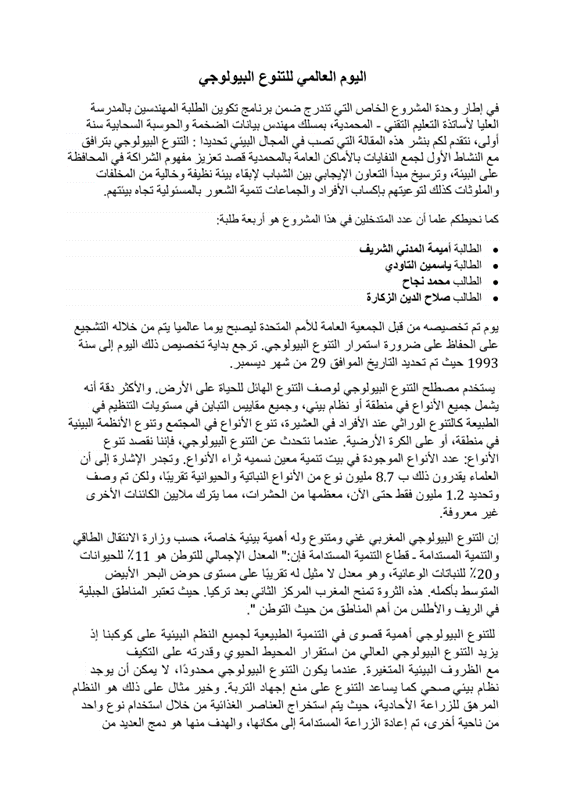 اليوم العالمي للتنوع البيولوجي
في إطار وحدة المشروع الخاص التي تندرج ضمن برنامج تكوين الطلبة المهندسين بالمدرسة
العليا لأساتذة التعليم التقني - المحمدية، بمسلك مهندس بيانات الضخمة والحوسبة السحابية سنة
أولى، نتقدم لكم بنشر هذه المقالة التي تصب في المجال البيئي تحديدا : التنوع البيولوجي بترافق
مع النشاط الأول لجمع النفايات بالأماكن العامة بالمحمدية قصد تعزيز مفهوم الشراكة في المحافظة
على البيئة، وترسيخ مبدأ التعاون الإيجابي بين الشباب لإبقاء بيئة نظيفة وخالية من المخلفات
والملوثات كذلك لتوعيتهم بإكساب الأفراد والجماعات تنمية الشعور بالمسئولية تجاه بيئتهم.
كما نحيطكم علما أن عدد المتدخلين في هذا المشروع هو أربعة طلبة:
• الطالبة أميمة المدني الشريف
• الطالبة ياسمين التاودي
• الطالب محمد نجاح
• الطالب صلاح الدين الزكارة
يوم تم تخصيصه من قبل الجمعية العامة للأمم المتحدة ليصبح يوما عالميا يتم من خلاله التشجيع
على الحفاظ على ضرورة استمرار التنوع البيولوجي. ترجع بداية تخصيص ذلك اليوم إلى سنة
1993 حيث تم تحديد التاريخ الموافق 29 من شهر ديسمبر.
يستخدم مصطلح التنوع البيولوجي لوصف التنوع الهائل للحياة على الأرض. والأكثر دقة أنه
يشمل جميع الأنواع في منطقة أو نظام بيئي، وجميع مقاييس التباين في مستويات التنظيم في
الطبيعة كالتنوع الوراثي عند الأفراد في العشيرة، تنوع الأنواع في المجتمع وتنوع الأنظمة البيئية
في منطقة، أو على الكرة الأرضية. عندما نتحدث عن التنوع البيولوجي، فإننا نقصد تنوع
الأنواع: عدد الأنواع الموجودة في بيت تنمية معين نسميه ثراء الأنواع. وتجدر الإشارة إلى أن
العلماء يقدرون ذلك ب 8.7 مليون نوع من الأنواع النباتية والحيوانية تقريبًا، ولكن تم وصف
وتحديد 1.2 مليون فقط حتى الآن، معظمها من الحشرات، مما يترك ملايين الكائنات الأخرى
غير معروفة.
إن التنوع البيولوجي المغربي غني ومتنوع وله أهمية بيئية خاصة، حسب وزارة الانتقال الطاقي
والتنمية المستدامة ـ قطاع التنمية المستدامة فإن:" المعدل الإجمالي للتوطن هو 11٪ للحيوانات
و20٪ للنباتات الوعائية، وهو معدل لا مثيل له تقريبًا على مستوى حوض البحر الأبيض
المتوسط بأكمله. هذه الثروة تمنح المغرب المركز الثاني بعد تركيا. حيث تعتبر المناطق الجبلية
في الريف والأطلس من أهم المناطق من حيث التوطن ".
للتنوع البيولوجي أهمية قصوى في التنمية الطبيعية لجميع النظم البيئية على كوكبنا إذ
يزيد التنوع البيولوجي العالي من استقرار المحيط الحيوي وقدرته على التكيف
مع الظروف البيئية المتغيرة. عندما يكون التنوع البيولوجي محدودًا، لا يمكن أن يوجد
نظام بيئي صحي كما يساعد التنوع على منع إجهاد التربة. وخير مثال على ذلك هو النظام
المرهق للزراعة الأحادية، حيث يتم استخراج العناصر الغذائية من خلال استخدام نوع واحد
من ناحية أخرى، تم إعادة الزراعة المستدامة إلى مكانها، والهدف منها هو دمج العديد من